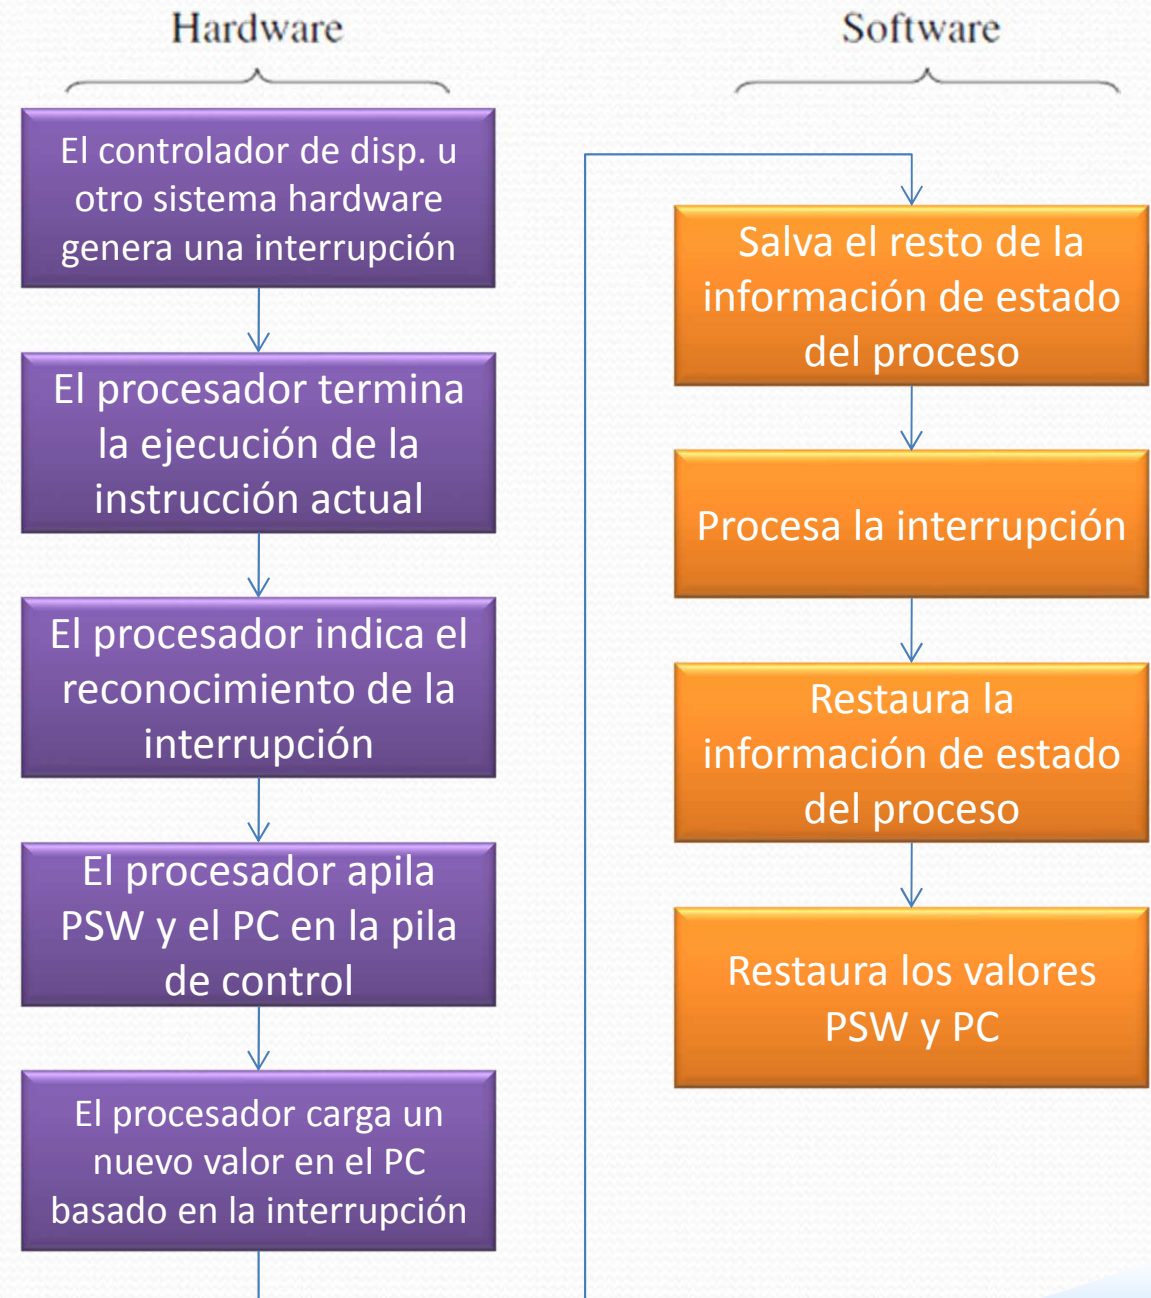 Hardware
El controlador de disp. u
otro sistema hardware
genera una interrupción
El procesador termina
la ejecución de la
instrucción actual
El procesador indica el
reconocimiento de la
interrupción
El procesador apila
PSW y el PC en la pila
de control
El procesador carga un
nuevo valor en el PC
basado en la interrupción
Software
Salva el resto de la
información de estado
del proceso
Procesa la interrupción
Restaura la
información de estado
del proceso
Restaura los valores
PSW y PC